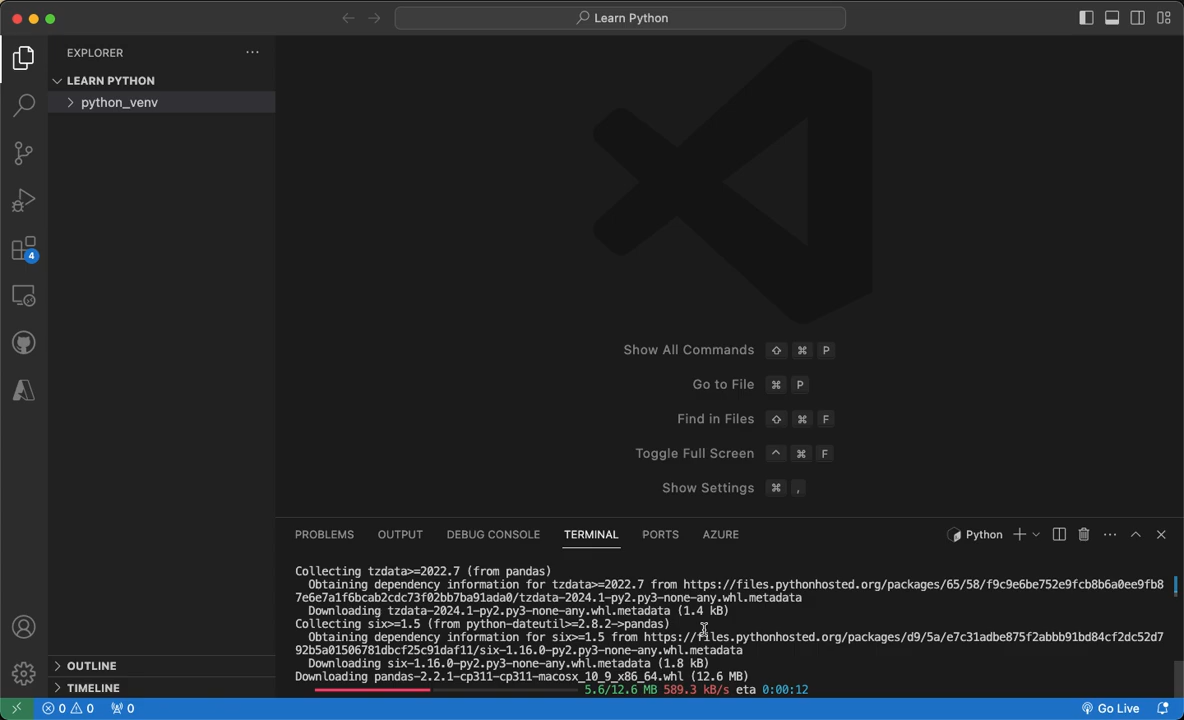 Learn Python
EXPLORER
LEARN PYTHON
python_venv
4
Show All Commands ⇧ ⌘ P
Go to File ⌘ P
Find in Files ⇧ ⌘ F
Toggle Full Screen ^ ⌘ F
Show Settings ⌘ ,
PROBLEMS OUTPUT DEBUG CONSOLE TERMINAL PORTS AZURE Python
Collecting tzdata>=2022.7 (from pandas)
Obtaining dependency information for tzdata>=2022.7 from https://files.pythonhosted.org/packages/65/58/f9c9e6be752e9fcb8b6a0ee9fb8
7e6e7a1f6bcab2cdc73f02bb7ba91ada0/tzdata-2024.1-py2.py3-none-any.whl.metadata
Downloading tzdata-2024.1-py2.py3-none-any.whl.metadata (1.4 kB)
Collecting six>=1.5 (from python-dateutil>=2.8.2->pandas)
Obtaining dependency information for six>=1.5 from https://files.pythonhosted.org/packages/d9/5a/e7c31adbe875f2abbb91bd84cf2dc52d7
92b5a01506781dbcf25c91daf11/six-1.16.0-py2.py3-none-any.whl.metadata
Downloading six-1.16.0-py2.py3-none-any.whl.metadata (1.8 kB)
Downloading pandas-2.2.1-cp311-cp311-macosx_10_9_x86_64.whl (12.6 MB)
5.6/12.6 MB 589.3 kB/s eta 0:00:12
OUTLINE
TIMELINE
0 0 0 Go Live